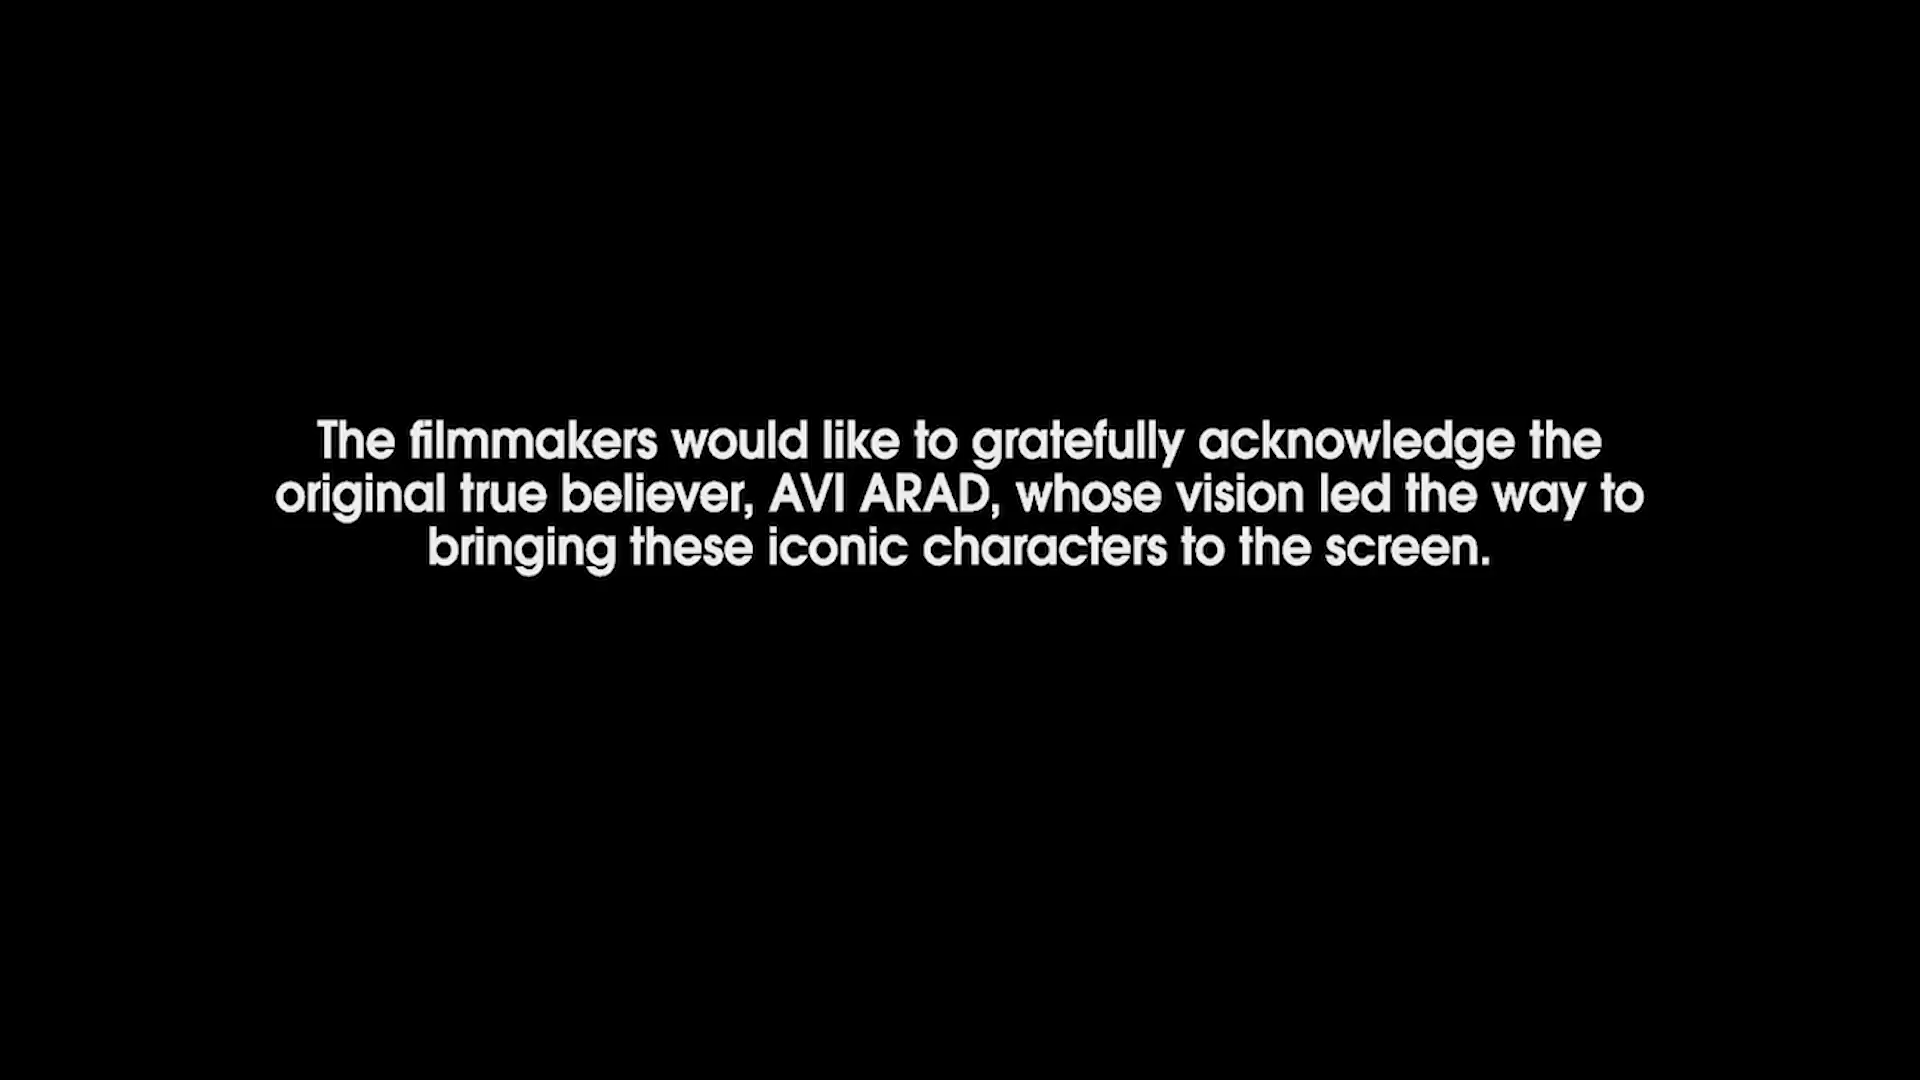 The filmmakers would like to gratefully acknowledge the
original true believer, AVI ARAD, whose vision led the way to
bringing these iconic characters to the screen.